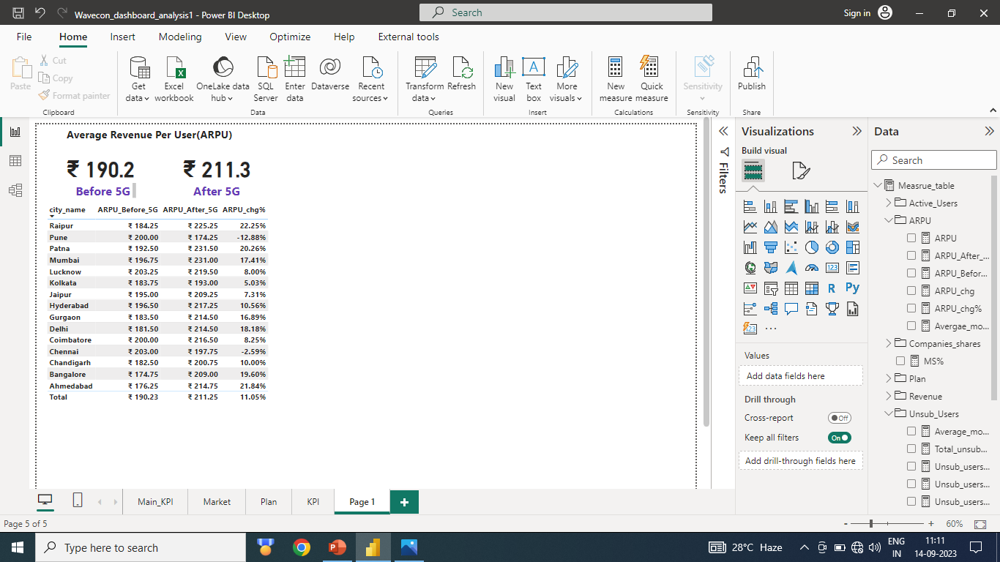 Wavecon_dashboard_analysis1 - Power BI Desktop
Search
Sign in
File Home Insert Modeling View Optimize Help External tools
Paste
Cut
Copy
Format painter
Clipboard
Get data
Excel workbook
OneLake data hub
SQL Server
Enter data
Dataverse
Recent sources
Data
Transform data
Refresh
Queries
New visual
Text box
More visuals
Insert
New measure
Quick measure
Calculations
Sensitivity
Sensitivity
Publish
Share
Average Revenue Per User(ARPU)
₹ 190.2 ₹ 211.3
Before 5G After 5G
city_name ARPU_Before_5G ARPU_After_5G ARPU_chg%
Raipur ₹ 184.25 ₹ 225.25 22.25%
Pune ₹ 200.00 ₹ 174.25 -12.88%
Patna ₹ 192.50 ₹ 231.50 20.26%
Mumbai ₹ 196.75 ₹ 231.00 17.41%
Lucknow ₹ 203.25 ₹ 219.50 8.00%
Kolkata ₹ 183.75 ₹ 193.00 5.03%
Jaipur ₹ 195.00 ₹ 209.25 7.31%
Hyderabad ₹ 196.50 ₹ 217.25 10.56%
Gurgaon ₹ 183.50 ₹ 214.50 16.89%
Delhi ₹ 181.50 ₹ 214.50 18.18%
Coimbatore ₹ 200.00 ₹ 216.50 8.25%
Chennai ₹ 203.00 ₹ 197.75 -2.59%
Chandigarh ₹ 182.50 ₹ 200.75 10.00%
Bangalore ₹ 174.75 ₹ 209.00 19.60%
Ahmedabad ₹ 176.25 ₹ 214.75 21.84%
Total ₹ 190.23 ₹ 211.25 11.05%
Filters
Visualizations
Build visual
123
R
Py
123
...
Values
Add data fields here
Drill through
Cross-report Off
Keep all filters On
Add drill-through fields here
Data
Search
Measrue_table
Active_Users
ARPU
ARPU
ARPU_After_...
ARPU_Befor...
ARPU_chg
ARPU_chg%
Avergae_mo...
Companies_shares
MS%
Plan
Revenue
Unsub_Users
Average_mo...
Total_unsub...
Unsub_users...
Unsub_users...
Unsub_users...
Main_KPI Market Plan KPI Page 1 +
Page 5 of 5
- + 60%
Type here to search
28°C Haze
ENG
IN
11:11
14-09-2023